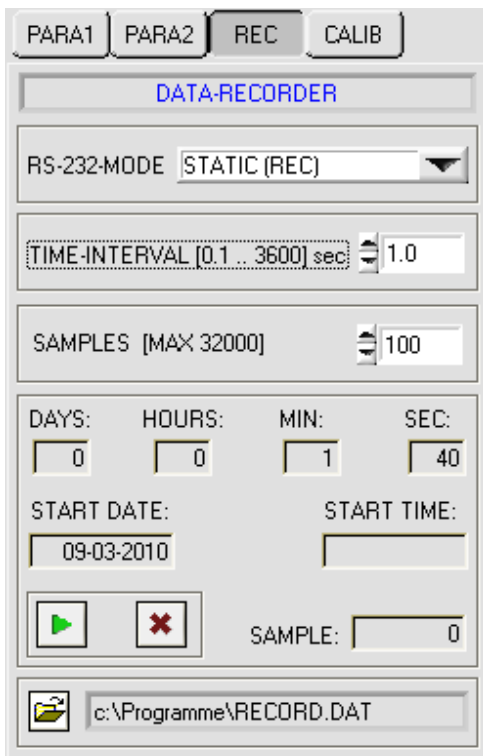 PARA1 PARA2 REC CALIB
DATA-RECORDER
RS-232-MODE STATIC (REC)
TIME-INTERVAL [0.1 .. 3600] sec 1.0
SAMPLES [MAX 32000] 100
DAYS: HOURS: MIN: SEC:
0 0 1 40
START DATE: START TIME:
09-03-2010
SAMPLE: 0
c:\Programme\RECORD.DAT